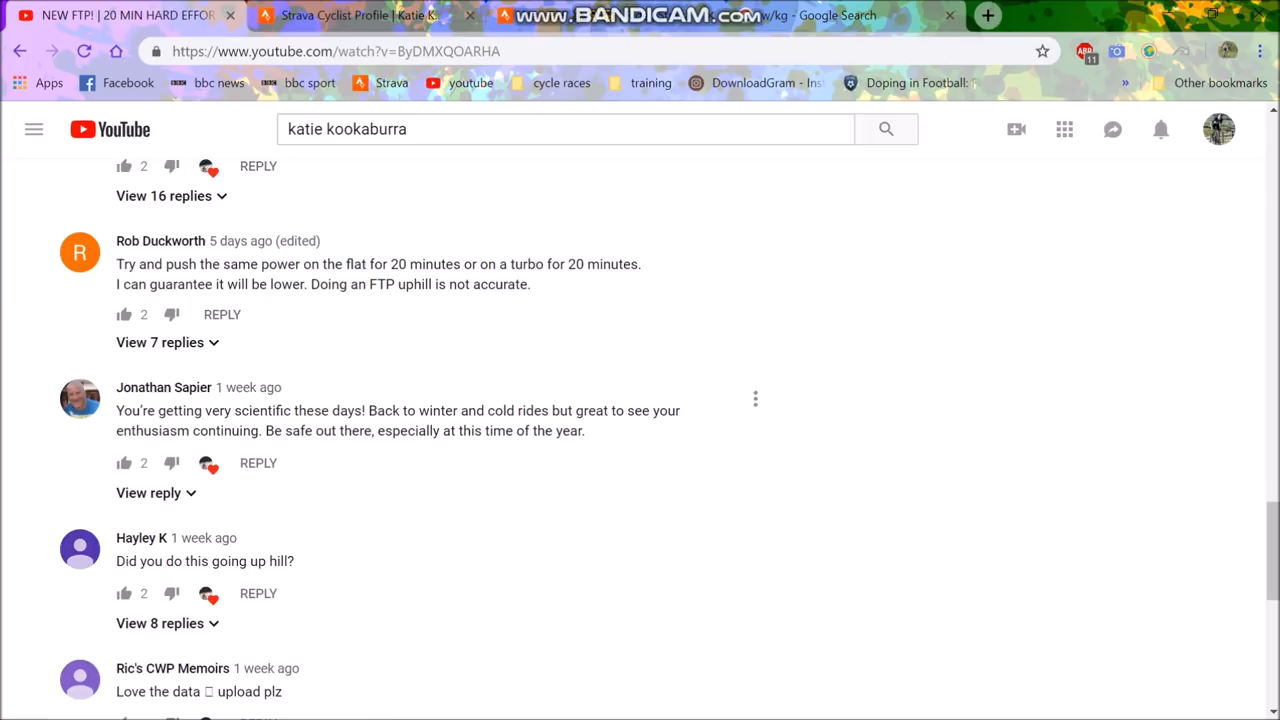 NEW FTP! | 20 MIN HARD EFFOR
Strava Cyclist Profile | Katie K.
www.BANDICAM.com
w/kg - Google Search
https://www.youtube.com/watch?v=ByDMXQOARHA
ABP
11
Apps
Facebook
BBC
bbc news
BBC
bbc sport
Strava
youtube
cycle races
training
DownloadGram - Ins
Doping in Football:
»
Other bookmarks
YouTube
katie kookaburra
2
REPLY
View 16 replies
R
Rob Duckworth 5 days ago (edited)
Try and push the same power on the flat for 20 minutes or on a turbo for 20 minutes.
I can guarantee it will be lower. Doing an FTP uphill is not accurate.
2 REPLY
View 7 replies
Jonathan Sapier 1 week ago
You're getting very scientific these days! Back to winter and cold rides but great to see your
enthusiasm continuing. Be safe out there, especially at this time of the year.
2 REPLY
View reply
Hayley K 1 week ago
Did you do this going up hill?
2 REPLY
View 8 replies
Ric's CWP Memoirs 1 week ago
Love the data □ upload plz